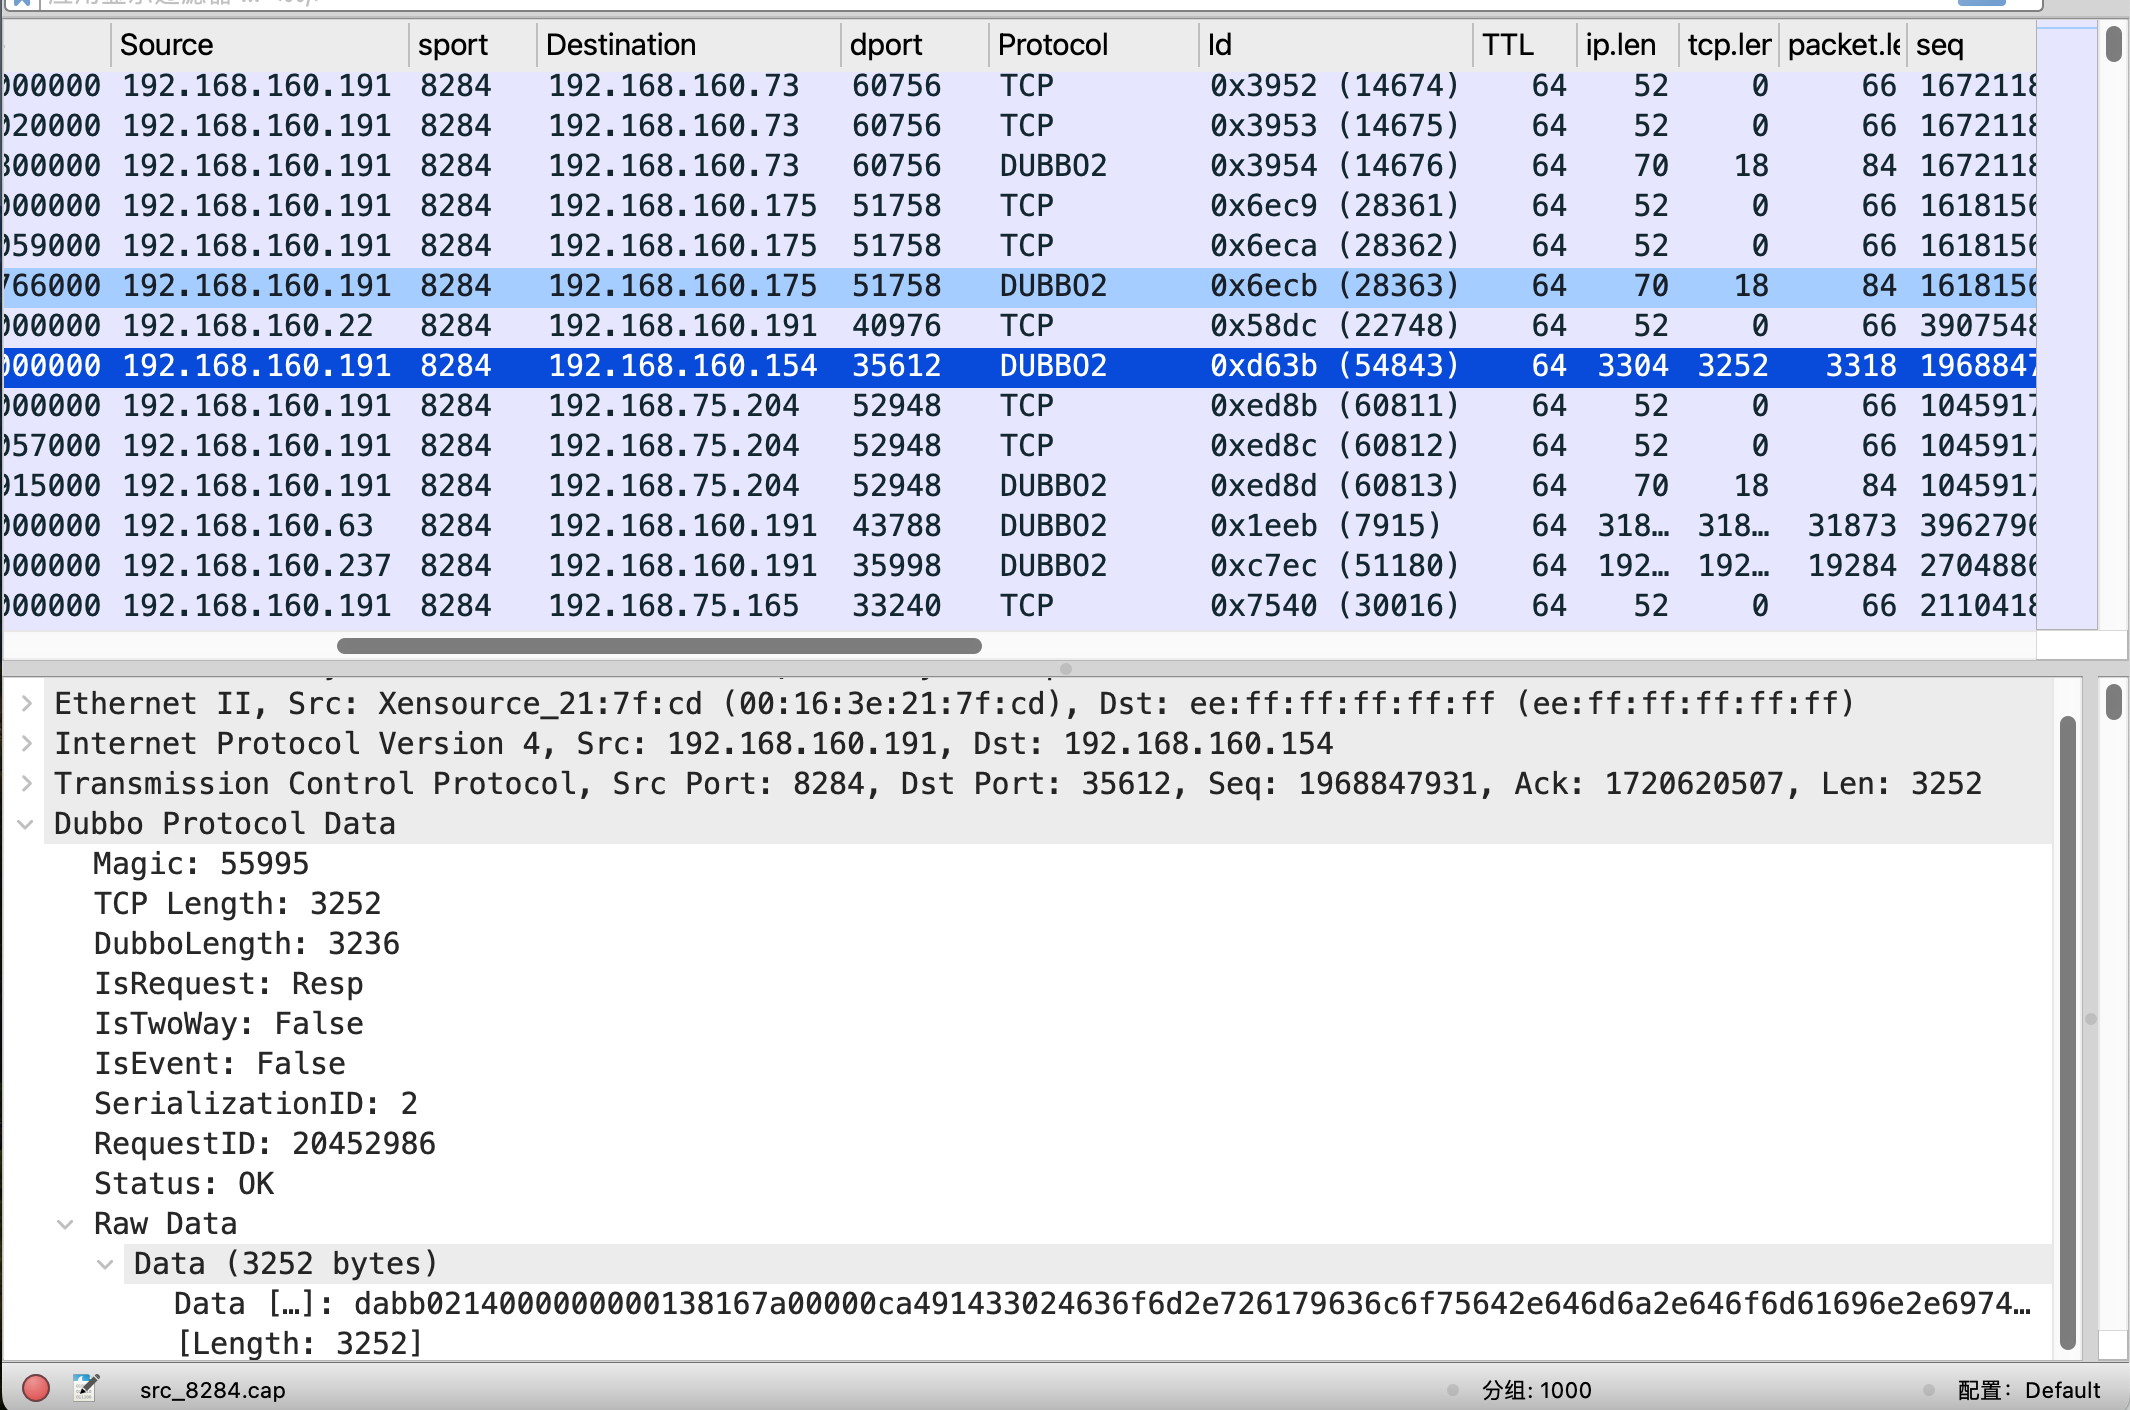 Source sport Destination dport Protocol Id TTL ip.len tcp.ler packet.le seq
000000 192.168.160.191 8284 192.168.160.73 60756 TCP 0x3952 (14674) 64 52 0 66 1672118
020000 192.168.160.191 8284 192.168.160.73 60756 TCP 0x3953 (14675) 64 52 0 66 1672118
300000 192.168.160.191 8284 192.168.160.73 60756 DUBBO2 0x3954 (14676) 64 70 18 84 1672118
000000 192.168.160.191 8284 192.168.160.175 51758 TCP 0x6ec9 (28361) 64 52 0 66 1618156
059000 192.168.160.191 8284 192.168.160.175 51758 TCP 0x6eca (28362) 64 52 0 66 1618156
766000 192.168.160.191 8284 192.168.160.175 51758 DUBBO2 0x6ecb (28363) 64 70 18 84 1618156
000000 192.168.160.22 8284 192.168.160.191 40976 TCP 0x58dc (22748) 64 52 0 66 3907548
000000 192.168.160.191 8284 192.168.160.154 35612 DUBBO2 0xd63b (54843) 64 3304 3252 3318 1968847
000000 192.168.160.191 8284 192.168.75.204 52948 TCP 0xed8b (60811) 64 52 0 66 1045917
057000 192.168.160.191 8284 192.168.75.204 52948 TCP 0xed8c (60812) 64 52 0 66 1045917
915000 192.168.160.191 8284 192.168.75.204 52948 DUBBO2 0xed8d (60813) 64 70 18 84 1045917
000000 192.168.160.63 8284 192.168.160.191 43788 DUBBO2 0x1eeb (7915) 64 318… 318… 31873 3962796
000000 192.168.160.237 8284 192.168.160.191 35998 DUBBO2 0xc7ec (51180) 64 192… 192… 19284 2704886
000000 192.168.160.191 8284 192.168.75.165 33240 TCP 0x7540 (30016) 64 52 0 66 2110418
Ethernet II, Src: Xensource_21:7f:cd (00:16:3e:21:7f:cd), Dst: ee:ff:ff:ff:ff:ff (ee:ff:ff:ff:ff:ff)
Internet Protocol Version 4, Src: 192.168.160.191, Dst: 192.168.160.154
Transmission Control Protocol, Src Port: 8284, Dst Port: 35612, Seq: 1968847931, Ack: 1720620507, Len: 3252
Dubbo Protocol Data
Magic: 55995
TCP Length: 3252
DubboLength: 3236
IsRequest: Resp
IsTwoWay: False
IsEvent: False
SerializationID: 2
RequestID: 20452986
Status: OK
Raw Data
Data (3252 bytes)
Data […]: dabb0214000000000138167a00000ca491433024636f6d2e726179636c6f75642e646d6a2e646f6d61696e2e6974…
[Length: 3252]
src_8284.cap 分组: 1000 配置: Default